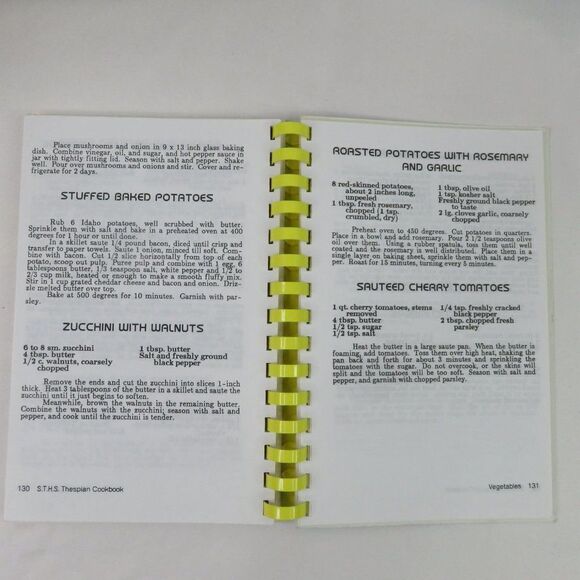 Place mushrooms and onion in 9 x 13 inch glass baking
dish. Combine vinegar, oil, and sugar, and hot pepper sauce in
jar with tightly fitting lid. Season with salt and pepper. Shake
well. Pour over mushrooms and onions and stir. Cover and re-
frigerate for 2 days.
STUFFED BAKED POTATOES
Rub 6 Idaho potatoes, well scrubbed with butter.
Sprinkle them with salt and bake in a preheated oven at 400
degrees for 1 hour or until done.
In a skillet saute 1/4 pound bacon, diced until crisp and
transfer to paper towels. Saute 1 onion, minced till soft. Com-
bine with bacon. Cut 1/2 slice horizontally from top of each
potato, scoop out pulp. Puree pulp and combine with 1 egg, 6
tablespoons butter, 1/3 teaspoon salt, white pepper and 1/2 to
2/3 cup milk, heated or enough to make a smooth fluffy mix.
Stir in 1 cup grated cheddar cheese and bacon and onion. Driz-
zle melted butter over top.
Bake at 500 degrees for 10 minutes. Garnish with par-
sley.
ZUCCHINI WITH WALNUTS
6 to 8 sm. zucchini
4 tbsp. butter
1/2 c. walnuts, coarsely
chopped
1 tbsp. butter
Salt and freshly ground
black pepper
Remove the ends and cut the zucchini into slices 1-inch
thick. Heat 3 tablespoons of the butter in a skillet and saute the
zucchini until it just begins to soften.
Meanwhile, brown the walnuts in the remaining butter.
Combine the walnuts with the zucchini; season with salt and
pepper, and cook until the zucchini is tender.
130 S.T.H.S. Thespian Cookbook
ROASTED POTATOES WITH ROSEMARY
AND GARLIC
8 red-skinned potatoes,
about 2 inches long,
unpeeled
1 tbsp. fresh rosemary,
chopped (1 tsp.
crumbled, dry)
1 tbsp. olive oil
1 tsp. kosher salt
Freshly ground black pepper
to taste
2 lg. cloves garlic, coarsely
chopped
Preheat oven to 450 degrees. Cut potatoes in quarters.
Place in a bowl and add rosemary. Pour 2 1/2 teaspoons olive
oil over them. Using a rubber spatula, toss them until well
coated and the rosemary is well distributed. Place them in a
single layer on baking sheet, sprinkle them with salt and pep-
per. Roast for 15 minutes, turning every 5 minutes.
SAUTEED CHERRY TOMATOES
1 qt. cherry tomatoes, stems
removed
4 tbsp. butter
1/2 tsp. sugar
1/2 tsp. salt
1/4 tsp. freshly cracked
black pepper
2 tbsp. chopped fresh
parsley
Heat the butter in a large saute pan. When the butter is
foaming, add tomatoes. Toss them over high heat, shaking the
pan back and forth for about 3 minutes and sprinkling the
tomatoes with the sugar. Do not overcook, or the skins will
split and the tomatoes will be too soft. Season with salt and
pepper, and garnish with chopped parsley.
Vegetables 131